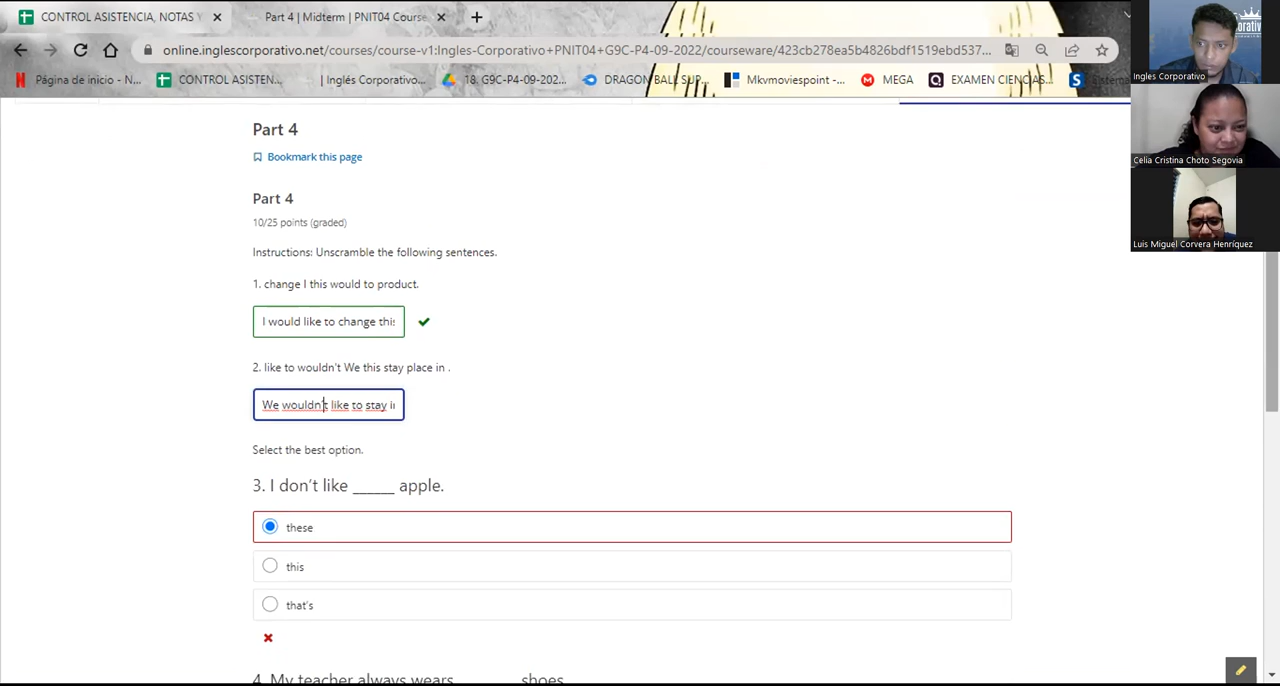 CONTROL ASISTENCIA, NOTAS Y
Part 4 | Midterm | PNIT04 Course
online.inglescorporativo.net/courses/course-v1:Ingles-Corporativo+PNIT04+G9C-P4-09-2022/courseware/423cb278ea5b4826bdf1519ebd537...
Página de inicio - N...
CONTROL ASISTEN...
| Inglés Corporativo...
18. G9C-P4-09-202...
DRAGON BALL SUP...
Mkvmoviespoint -...
MEGA
EXAMEN CIENCIAS...
Ingles Corporativo
Celia Cristina Choto Segovia
Luis Miguel Corvera Henríquez
Part 4
Bookmark this page
Part 4
10/25 points (graded)
Instructions: Unscramble the following sentences.
1. change I this would to product.
I would like to change this
2. like to wouldn't We this stay place in .
We wouldn't like to stay in
Select the best option.
3. I don't like ______ apple.
these
this
that's
4. My teacher always wears ______ shoes